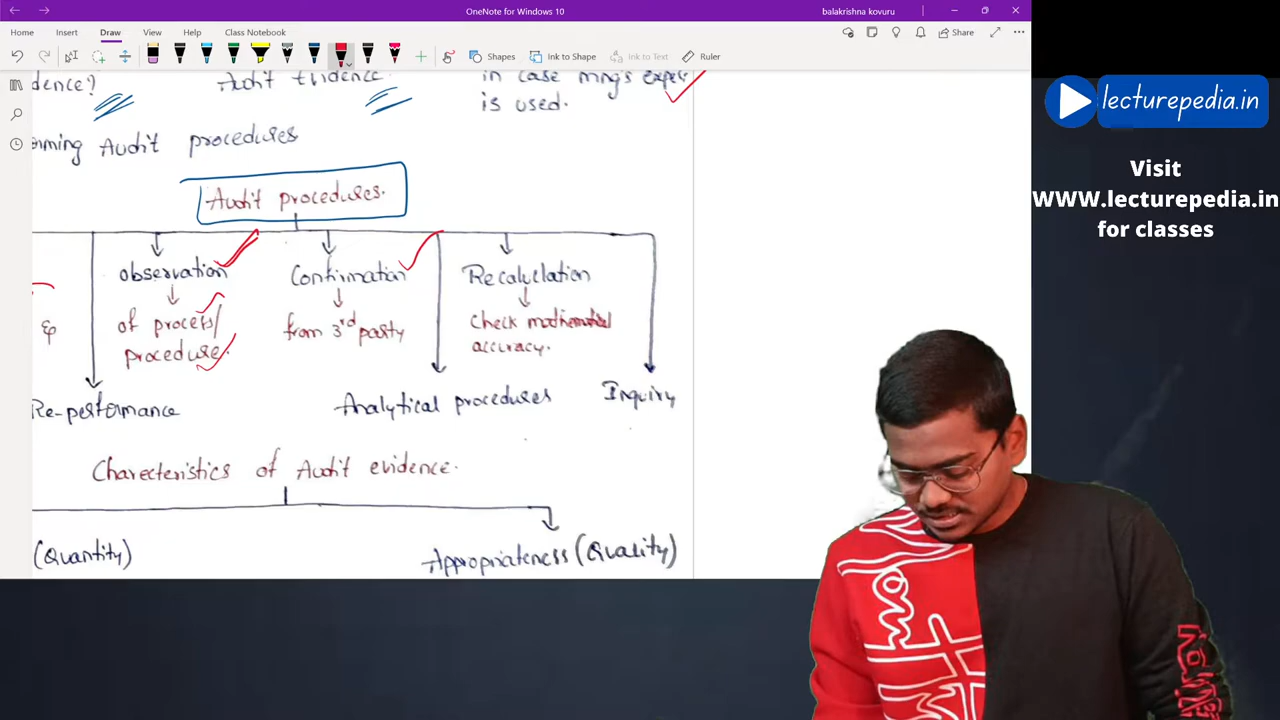 OneNote for Windows 10
balakrishna kovuru
Home Insert Draw View Help Class Notebook
Share
Shapes Ink to Shape Ink to Text Ruler
dence? Audit Evidence. in case mng's expert
is used.
orming Audit procedures
Audit procedures.
observation Confirmation Recalculation
of process/ from 3rd party check mathematical
procedure. accuracy.
Re-performance Analytical procedures Inquiry
Charecteristics of Audit evidence.
(Quantity) Appropriateness (Quality)
lecturepedia.in
Visit
WWW.lecturepedia.in
for classes